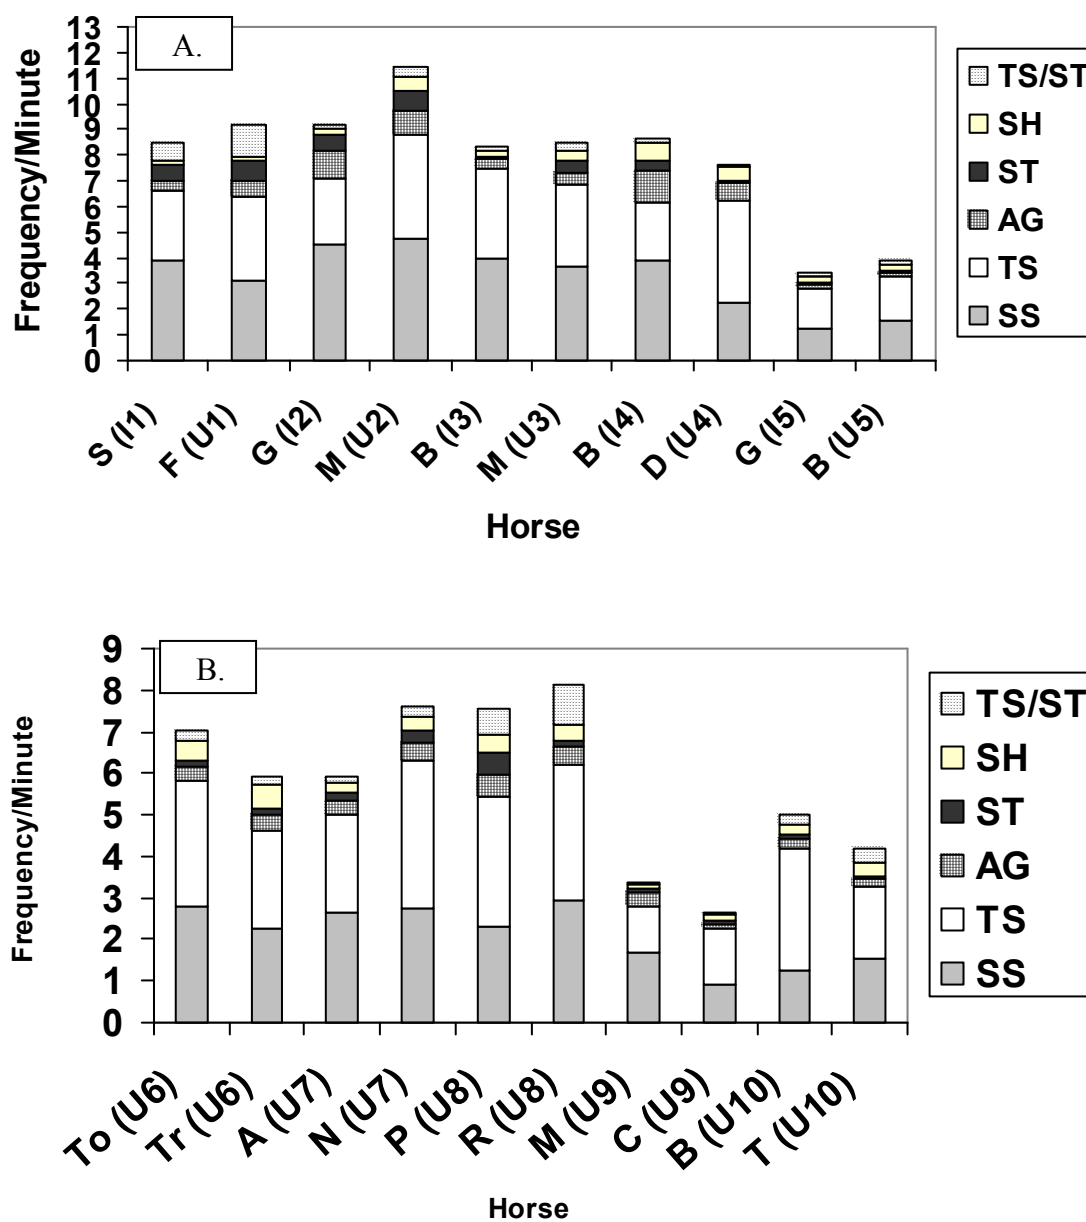 A.
Frequency/Minute
13
12
11
10
9
8
7
6
5
4
3
2
1
0
S (I1)
F (U1)
G (I2)
M (U2)
B (I3)
M (U3)
B (I4)
D (U4)
G (I5)
B (U5)
Horse
TS/ST
SH
ST
AG
TS
SS
B.
Frequency/Minute
9
8
7
6
5
4
3
2
1
0
To (U6)
Tr (U6)
A (U7)
N (U7)
P (U8)
R (U8)
M (U9)
C (U9)
B (U10)
T (U10)
Horse
TS/ST
SH
ST
AG
TS
SS